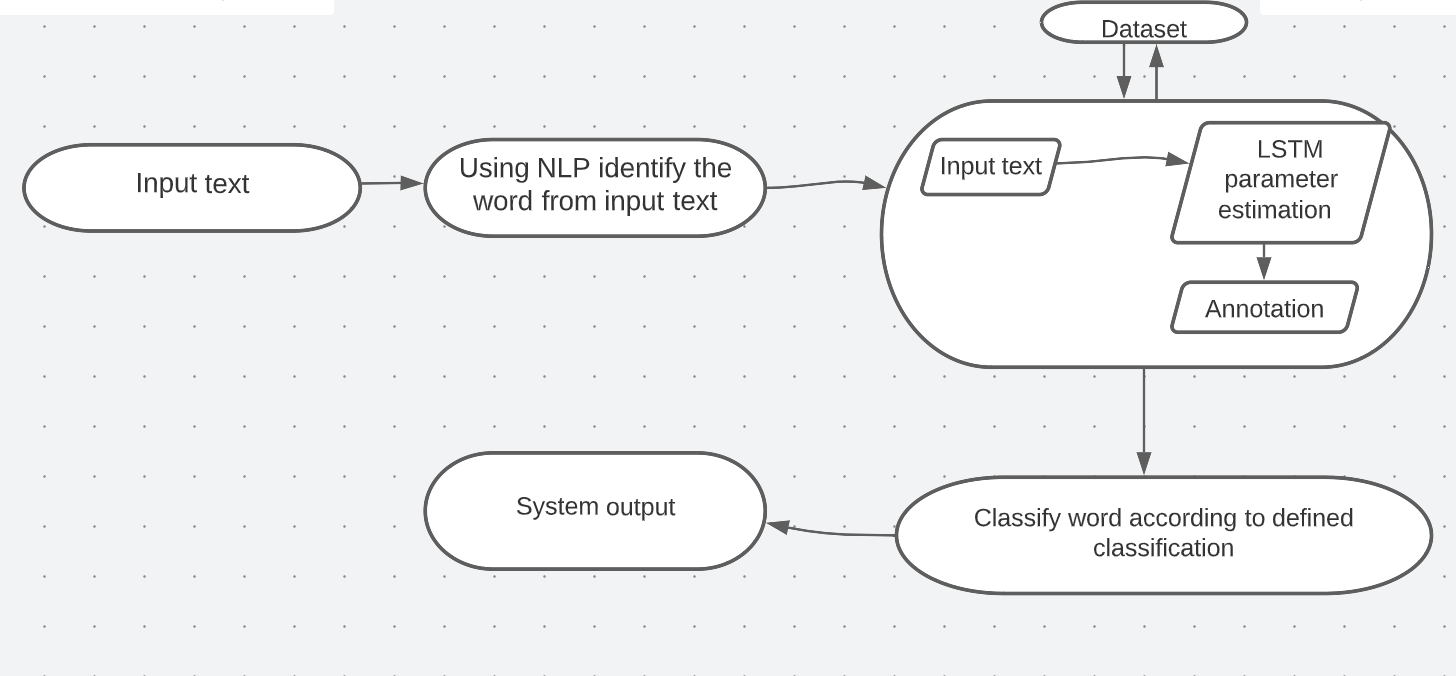 Dataset
Input text
Using NLP identify the
word from input text
Input text
LSTM
parameter
estimation
Annotation
Classify word according to defined
classification
System output